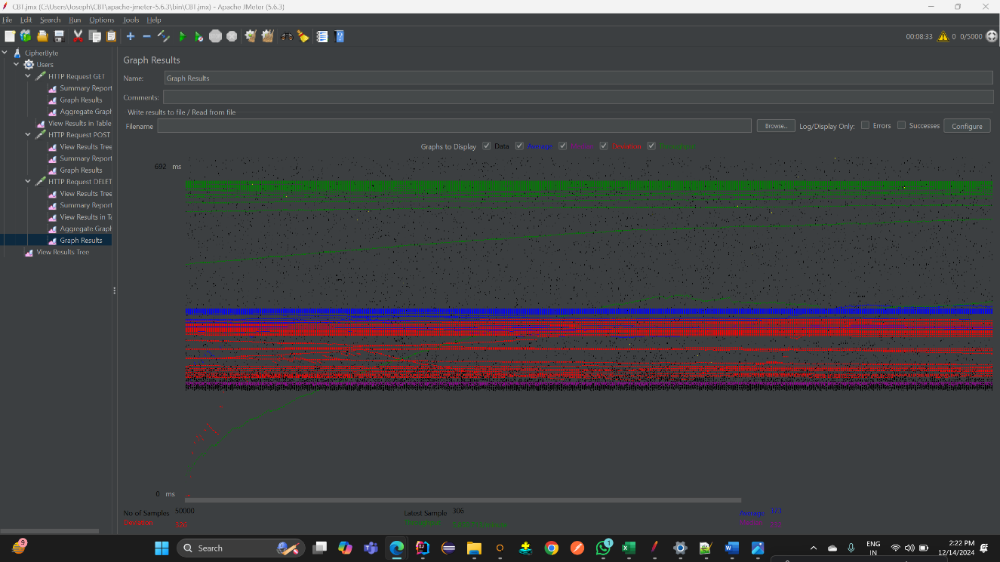 CBT.jmx (C:\Users\Joseph\CBT\apache-jmeter-5.6.3\bin\CBT.jmx) - Apache JMeter (5.6.3)
File Edit Search Run Options Tools Help
00:08:33 0 0/5000
CipherByte
Users
HTTP Request GET
Summary Report
Graph Results
Aggregate Graph
View Results in Table
HTTP Request POST
View Results Tree
Summary Report
Graph Results
HTTP Request DELET
View Results Tree
Summary Report
View Results in Ta
Aggregate Graph
Graph Results
View Results Tree
Graph Results
Name: Graph Results
Comments:
Write results to file / Read from file
Filename Browse... Log/Display Only: Errors Successes Configure
Graphs to Display Data Average Median Deviation Throughput
692 ms
0 ms
No of Samples 50000 Latest Sample 306 Average 373
Deviation Throughput
9
Search
1
ENG
IN
2:22 PM
12/14/2024